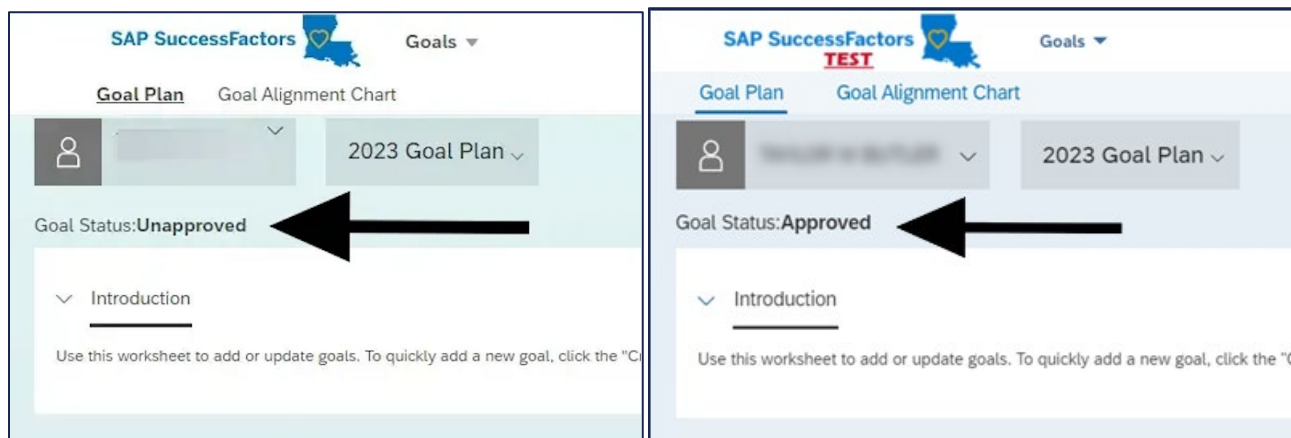 SAP SuccessFactors
Goals
Goal Plan
Goal Alignment Chart
2023 Goal Plan
Goal Status:Unapproved
Introduction
Use this worksheet to add or update goals. To quickly add a new goal, click the "C
SAP SuccessFactors
TEST
Goals
Goal Plan
Goal Alignment Chart
2023 Goal Plan
Goal Status:Approved
Introduction
Use this worksheet to add or update goals. To quickly add a new goal, click the "C